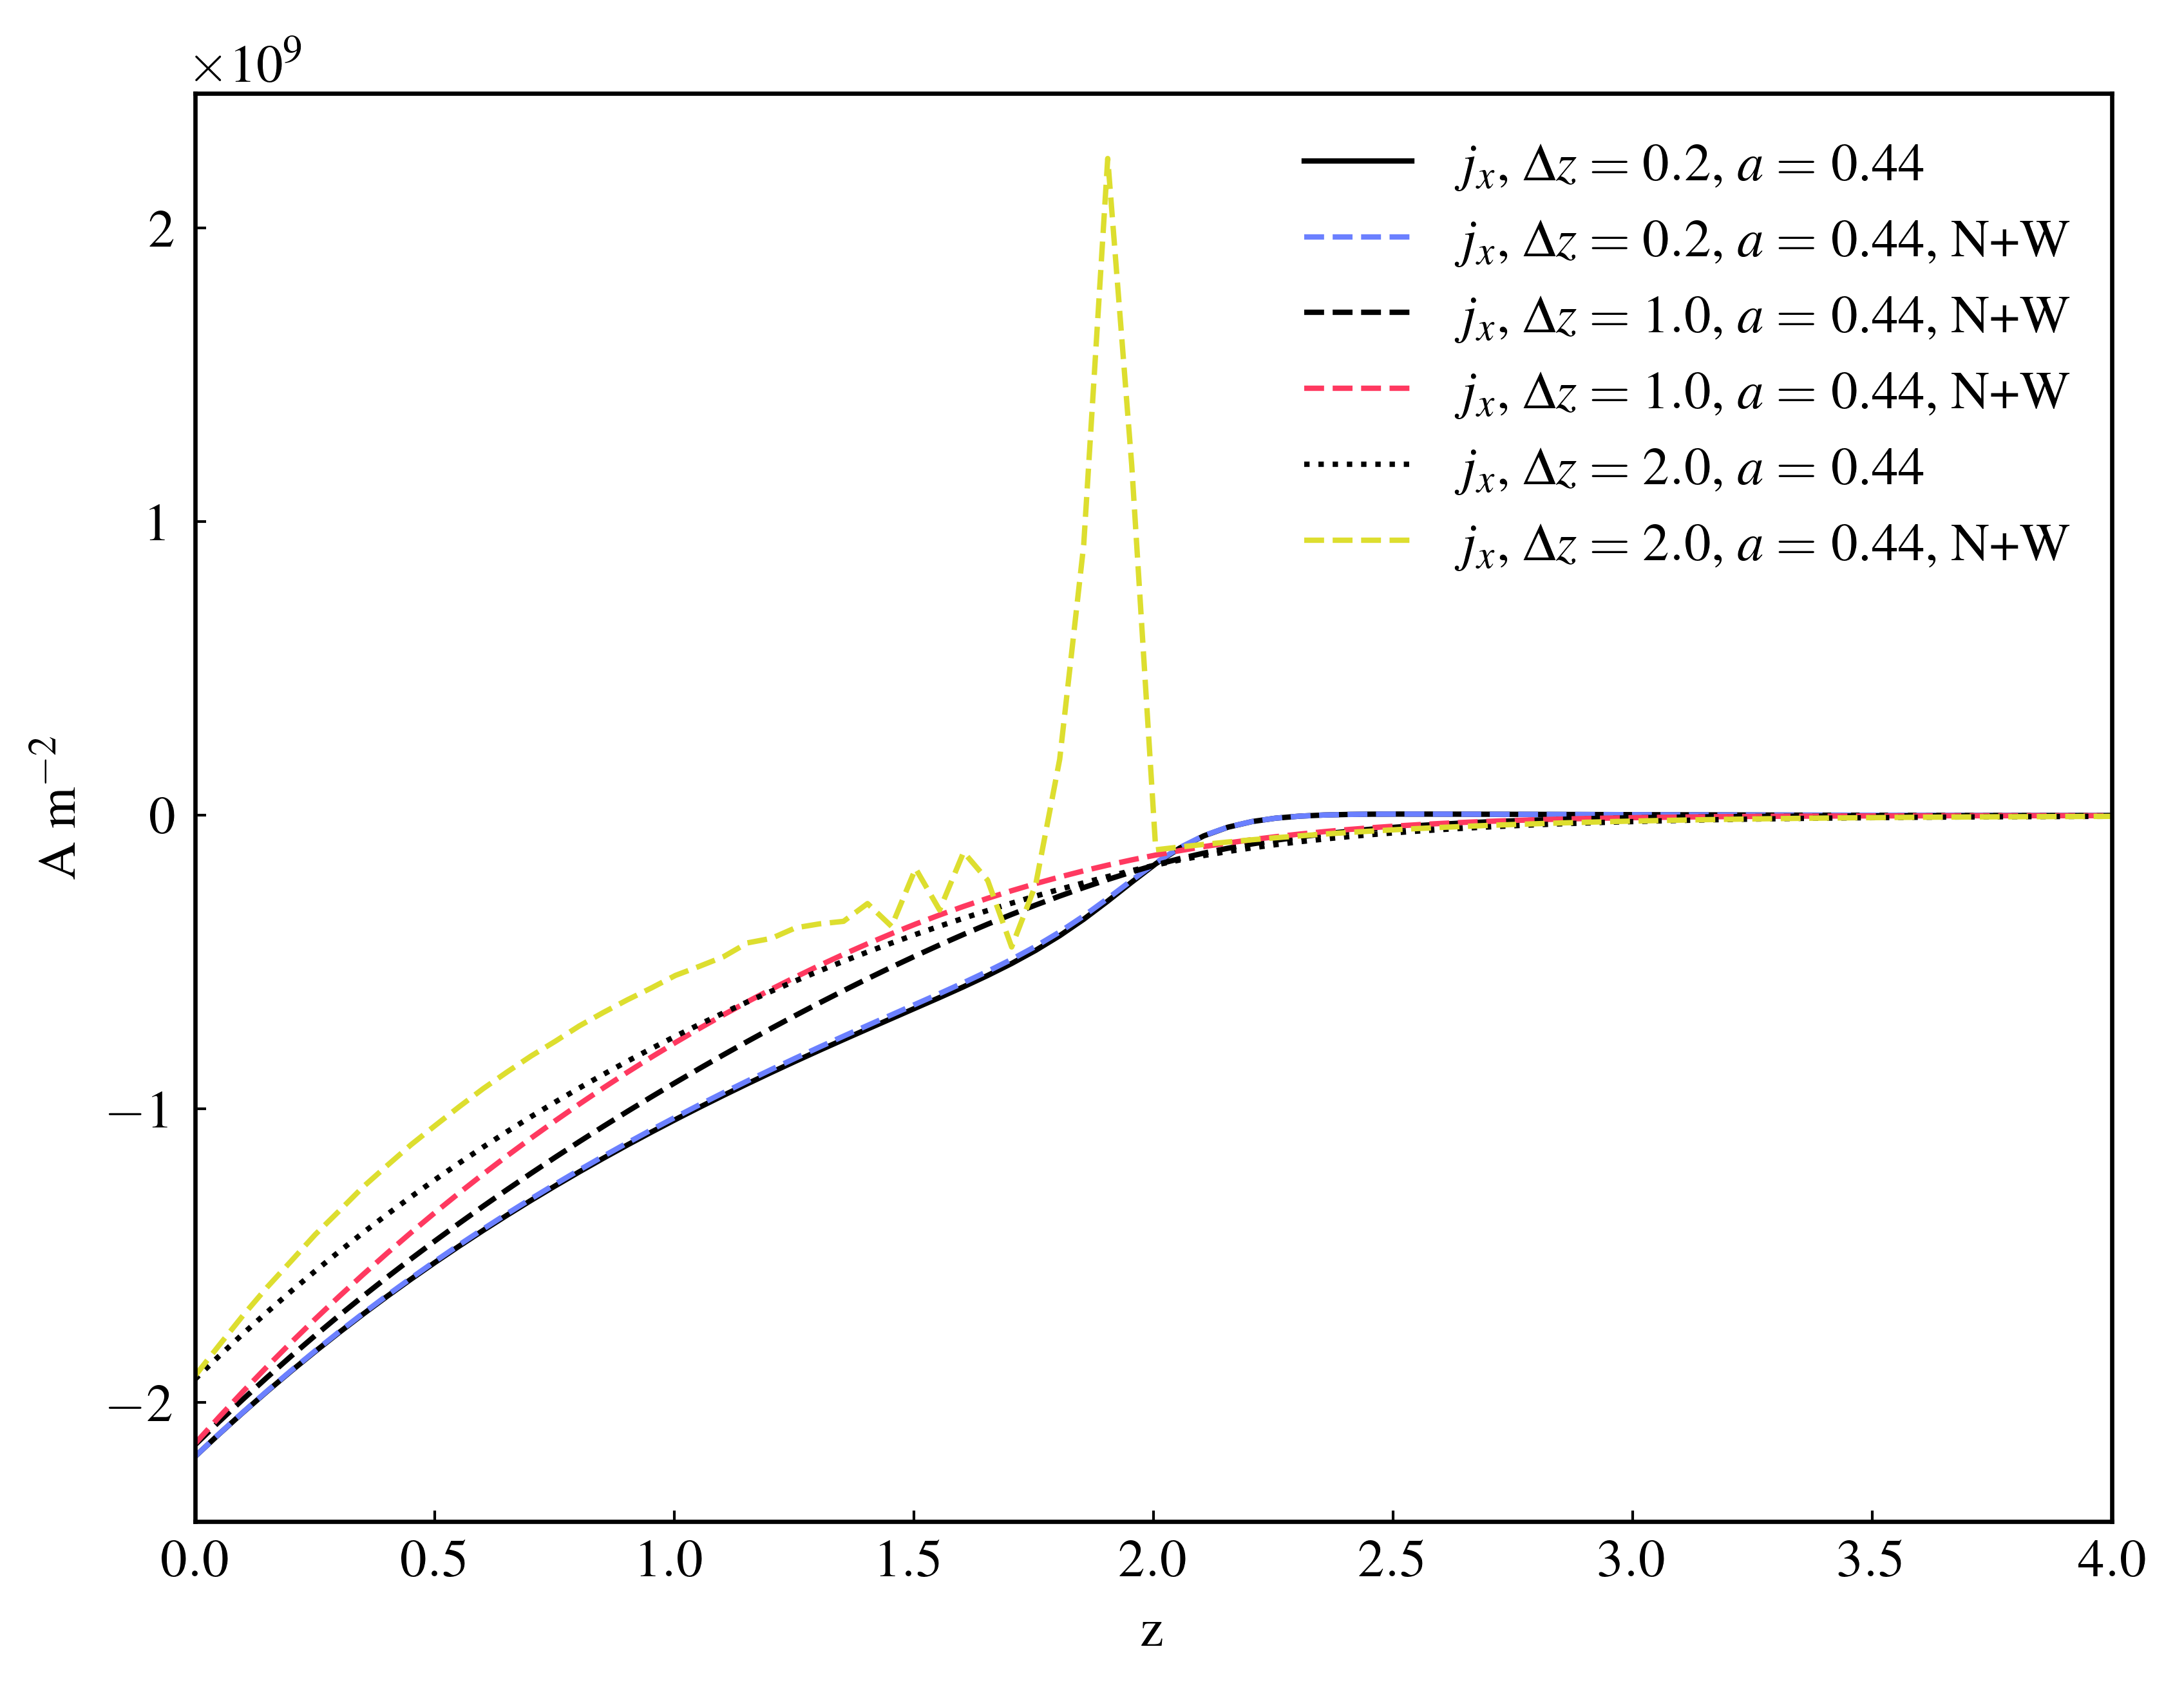 ×10⁹
jₓ, Δz = 0.2, a = 0.44
jₓ, Δz = 0.2, a = 0.44, N+W
jₓ, Δz = 1.0, a = 0.44, N+W
jₓ, Δz = 1.0, a = 0.44, N+W
jₓ, Δz = 2.0, a = 0.44
jₓ, Δz = 2.0, a = 0.44, N+W
2
1
0
−1
−2
A m⁻²
0.0 0.5 1.0 1.5 2.0 2.5 3.0 3.5 4.0
z